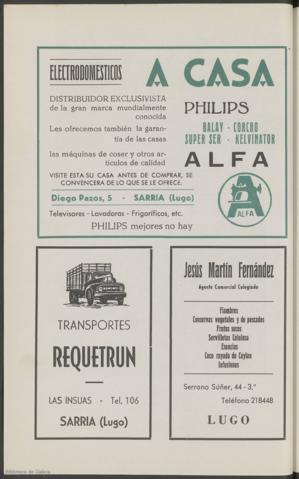 ELECTRODOMESTICOS
A CASA
DISTRIBUIDOR EXCLUSIVISTA
de la gran marca mundialmente
conocida
PHILIPS
Les ofrecemos también la garan-
tía de las casas
BALAY - CORCHO
SUPER SER - KELVINATOR
las máquinas de coser y otros ar-
tículos de calidad
ALFA
VISITE ESTA SU CASA ANTES DE COMPRAR, SE
CONVENCERA DE LO QUE SE LE OFRECE.
Diego Pazos, 5 - SARRIA (Lugo)
ALFA
Televisores - Lavadoras - Frigoríficos, etc.
PHILIPS mejores no hay
TRANSPORTES
REQUETRUN
LAS INSUAS - Tel. 106
SARRIA (Lugo)
Jesús Martín Fernández
Agente Comercial Colegiado
Fiambres
Conservas vegetales y de pescados
Frutos secos
Servilletas Celulosa
Esencias
Coco rayado de Ceylan
Infusiones
Serrano Súñer, 44 - 3.°
Teléfono 218448
LUGO
Biblioteca de Galicia